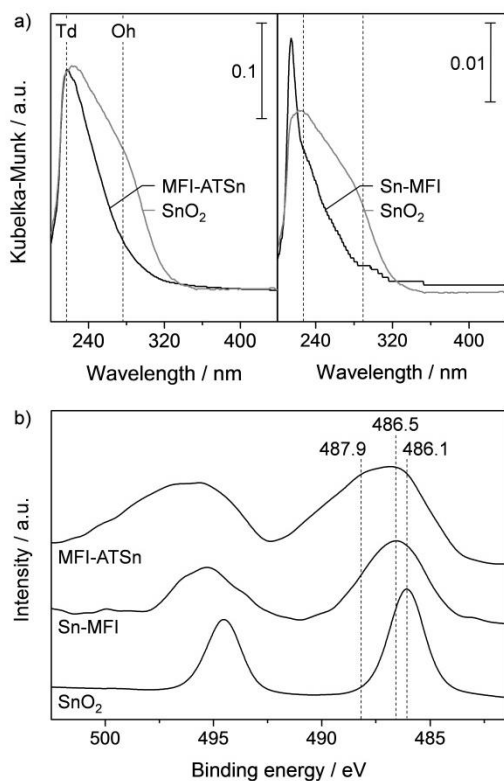 a)
Td
Oh
0.1
0.01
MFI-ATSn
SnO₂
Sn-MFI
SnO₂
Kubelka-Munk / a.u.
240 320 400
240 320 400
Wavelength / nm
Wavelength / nm
b)
486.5
487.9
486.1
MFI-ATSn
Sn-MFI
SnO₂
Intensity / a.u.
500 495 490 485
Binding energy / eV